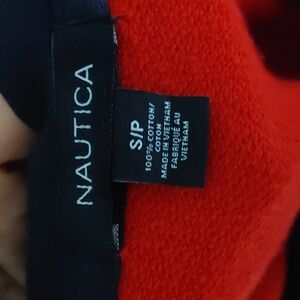 NAUTICA
S/P
100% COTTON/
COTON
MADE IN VIETNAM
FABRIQUÉ AU
VIETNAM